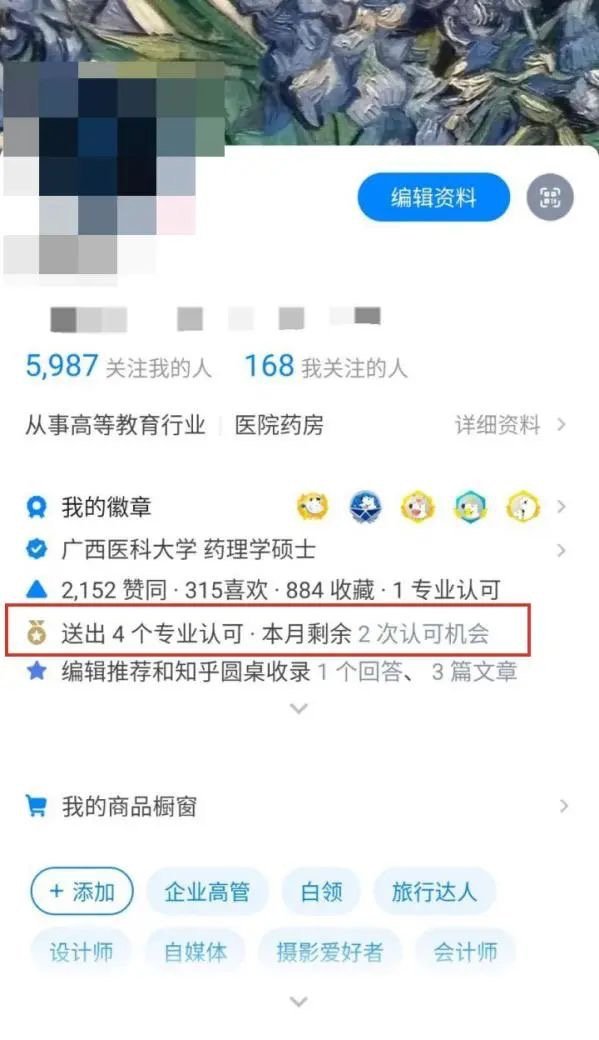 编辑资料
5,987 关注我的人 168 我关注的人
从事高等教育行业 医院药房 详细资料
我的徽章
广西医科大学 药理学硕士
2,152 赞同 · 315喜欢 · 884 收藏 · 1 专业认可
送出 4 个专业认可 · 本月剩余 2 次认可机会
编辑推荐和知乎圆桌收录 1 个回答、 3 篇文章
我的商品橱窗
+ 添加 企业高管 白领 旅行达人
设计师 自媒体 摄影爱好者 会计师